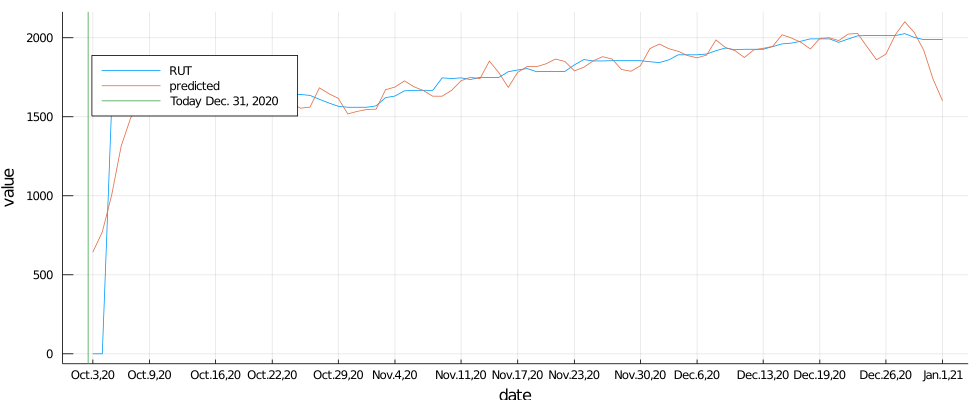 2000
1500
1000
500
0
value
RUT
predicted
Today Dec. 31, 2020
Oct.3,20 Oct.9,20 Oct.16,20 Oct.22,20 Oct.29,20 Nov.4,20 Nov.11,20 Nov.17,20 Nov.23,20 Nov.30,20 Dec.6,20 Dec.13,20 Dec.19,20 Dec.26,20 Jan.1,21
date